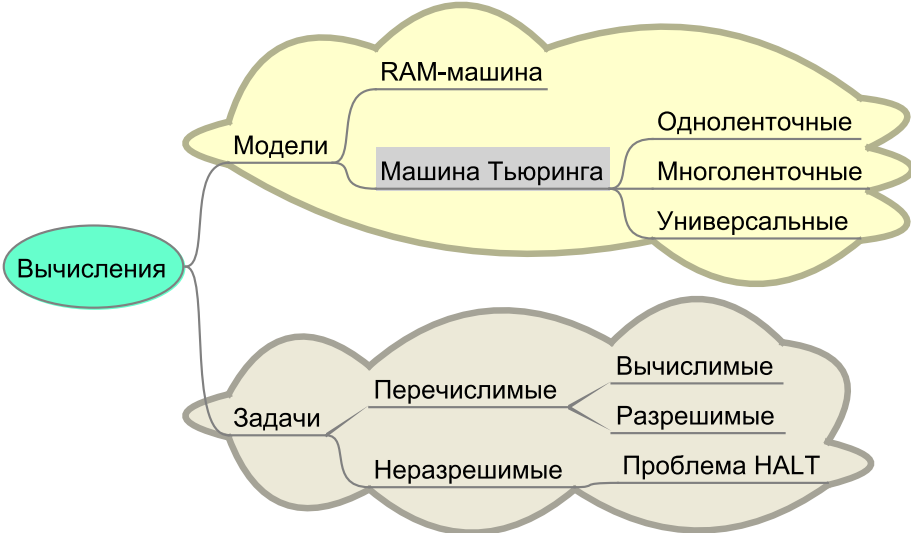 Вычисления
Модели
RAM-машина
Машина Тьюринга
Одноленточные
Многоленточные
Универсальные
Задачи
Перечислимые
Вычислимые
Разрешимые
Неразрешимые
Проблема HALT